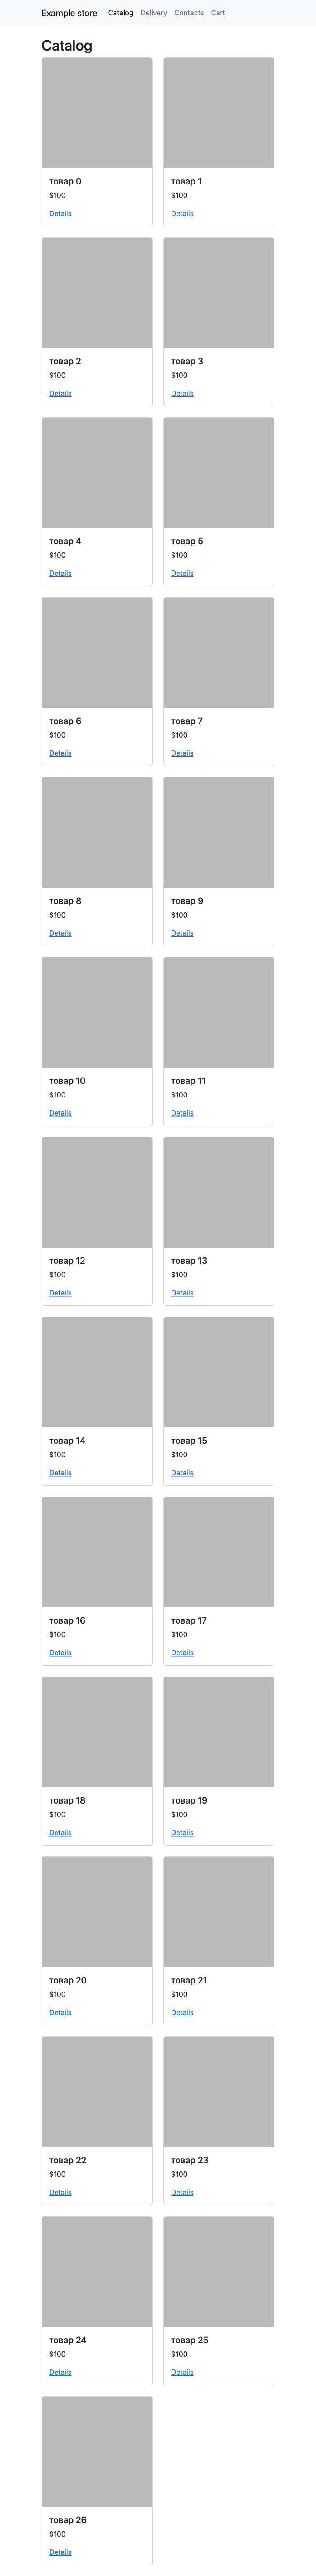 Example store Catalog Delivery Contacts Cart
Catalog
товар 0
$100
Details
товар 1
$100
Details
товар 2
$100
Details
товар 3
$100
Details
товар 4
$100
Details
товар 5
$100
Details
товар 6
$100
Details
товар 7
$100
Details
товар 8
$100
Details
товар 9
$100
Details
товар 10
$100
Details
товар 11
$100
Details
товар 12
$100
Details
товар 13
$100
Details
товар 14
$100
Details
товар 15
$100
Details
товар 16
$100
Details
товар 17
$100
Details
товар 18
$100
Details
товар 19
$100
Details
товар 20
$100
Details
товар 21
$100
Details
товар 22
$100
Details
товар 23
$100
Details
товар 24
$100
Details
товар 25
$100
Details
товар 26
$100
Details